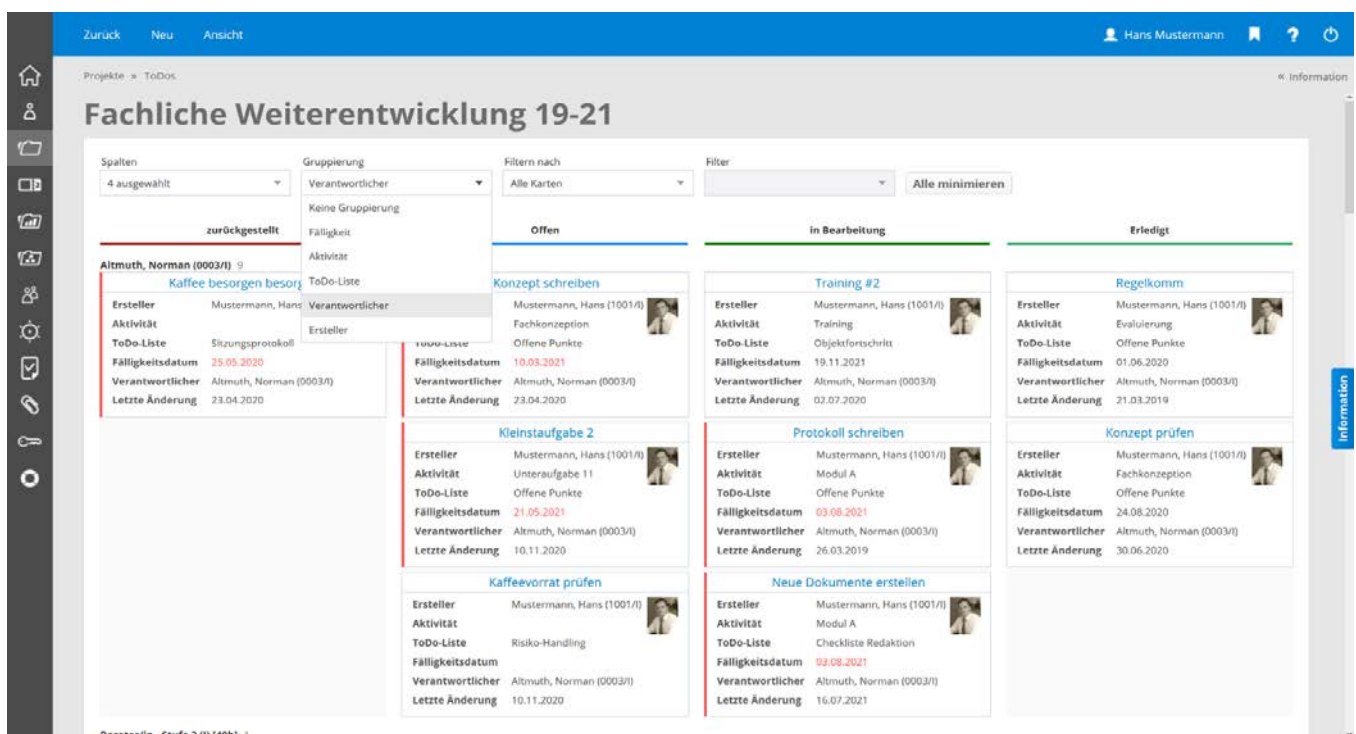 Zurück Neu Ansicht Hans Mustermann ?
Projekte » ToDos « Information
Fachliche Weiterentwicklung 19-21
Spalten Gruppierung Filtern nach Filter
4 ausgewählt Verantwortlicher Alle Karten Alle minimieren
Keine Gruppierung
Fälligkeit
Aktivität
ToDo-Liste
Verantwortlicher
Ersteller
zurückgestellt Offen in Bearbeitung Erledigt
Altmuth, Norman (0003/I) 9
Kaffee besorgen besorg
Ersteller Mustermann, Hans
Aktivität
ToDo-Liste Sitzungsprotokoll
Fälligkeitsdatum 25.05.2020
Verantwortlicher Altmuth, Norman (0003/I)
Letzte Änderung 23.04.2020
Konzept schreiben
Mustermann, Hans (1001/I)
Fachkonzeption
ToDo-Liste Offene Punkte
Fälligkeitsdatum 10.03.2021
Verantwortlicher Altmuth, Norman (0003/I)
Letzte Änderung 23.04.2020
Training #2
Ersteller Mustermann, Hans (1001/I)
Aktivität Training
ToDo-Liste Objektfortschritt
Fälligkeitsdatum 19.11.2021
Verantwortlicher Altmuth, Norman (0003/I)
Letzte Änderung 02.07.2020
Regelkomm
Ersteller Mustermann, Hans (1001/I)
Aktivität Evaluierung
ToDo-Liste Offene Punkte
Fälligkeitsdatum 01.06.2020
Verantwortlicher Altmuth, Norman (0003/I)
Letzte Änderung 21.03.2019
Information
Kleinstaufgabe 2
Ersteller Mustermann, Hans (1001/I)
Aktivität Unteraufgabe 11
ToDo-Liste Offene Punkte
Fälligkeitsdatum 21.05.2021
Verantwortlicher Altmuth, Norman (0003/I)
Letzte Änderung 10.11.2020
Protokoll schreiben
Ersteller Mustermann, Hans (1001/I)
Aktivität Modul A
ToDo-Liste Offene Punkte
Fälligkeitsdatum 03.08.2021
Verantwortlicher Altmuth, Norman (0003/I)
Letzte Änderung 26.03.2019
Konzept prüfen
Ersteller Mustermann, Hans (1001/I)
Aktivität Fachkonzeption
ToDo-Liste Offene Punkte
Fälligkeitsdatum 24.08.2020
Verantwortlicher Altmuth, Norman (0003/I)
Letzte Änderung 30.06.2020
Kaffeevorrat prüfen
Ersteller Mustermann, Hans (1001/I)
Aktivität
ToDo-Liste Risiko-Handling
Fälligkeitsdatum
Verantwortlicher Altmuth, Norman (0003/I)
Letzte Änderung 10.11.2020
Neue Dokumente erstellen
Ersteller Mustermann, Hans (1001/I)
Aktivität Modul A
ToDo-Liste Checkliste Redaktion
Fälligkeitsdatum 03.08.2021
Verantwortlicher Altmuth, Norman (0003/I)
Letzte Änderung 16.07.2021